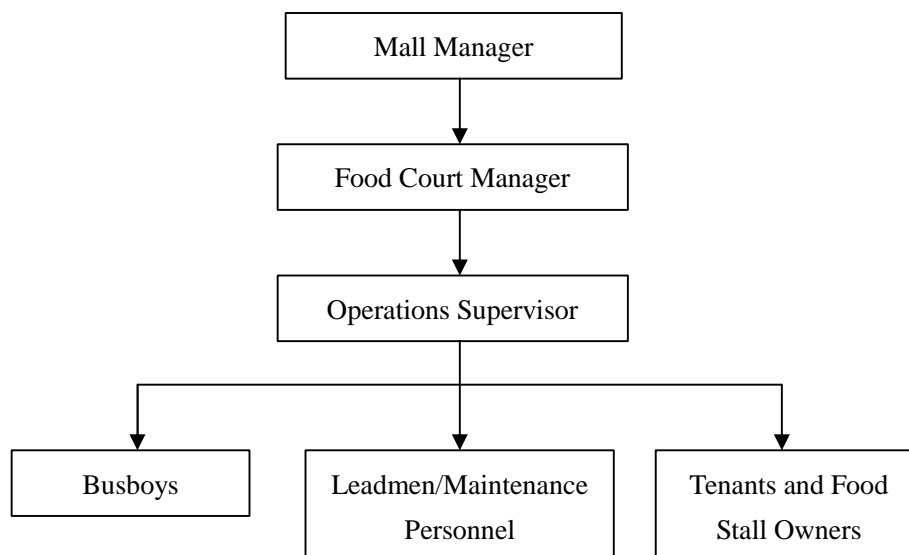 Mall Manager
Food Court Manager
Operations Supervisor
Busboys
Leadmen/Maintenance
Personnel
Tenants and Food
Stall Owners